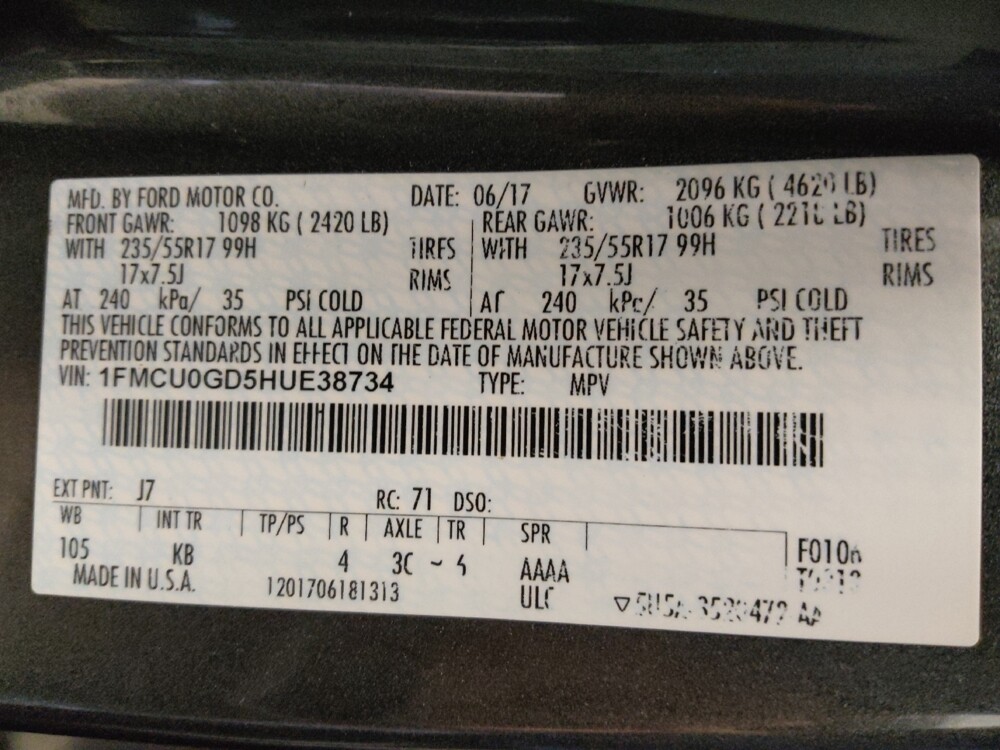 MFD. BY FORD MOTOR CO. DATE: 06/17 GVWR: 2096 KG ( LB)
FRONT GAWR: 1098 KG ( 2420 LB) REAR GAWR: 1006 KG ( LB)
WITH 235/55R17 99H TIRES WITH 235/55R17 99H TIRES
17x7.5J RIMS 17x7.5J RIMS
AT 240 kPa/ 35 PSI COLD AT 240 kPa/ 35 PSI COLD
THIS VEHICLE CONFORMS TO ALL APPLICABLE FEDERAL MOTOR VEHICLE SAFETY AND THEFT
PREVENTION STANDARDS IN EFFECT ON THE DATE OF MANUFACTURE SHOWN ABOVE.
VIN: 1FMCU0GD5HUE38734 TYPE: MPV
EXT PNT: J7 RC: 71 DSO:
WB INT TR TP/PS R AXLE TR SPR
105 KB 4 AAAA
MADE IN U.S.A. 1201706181313